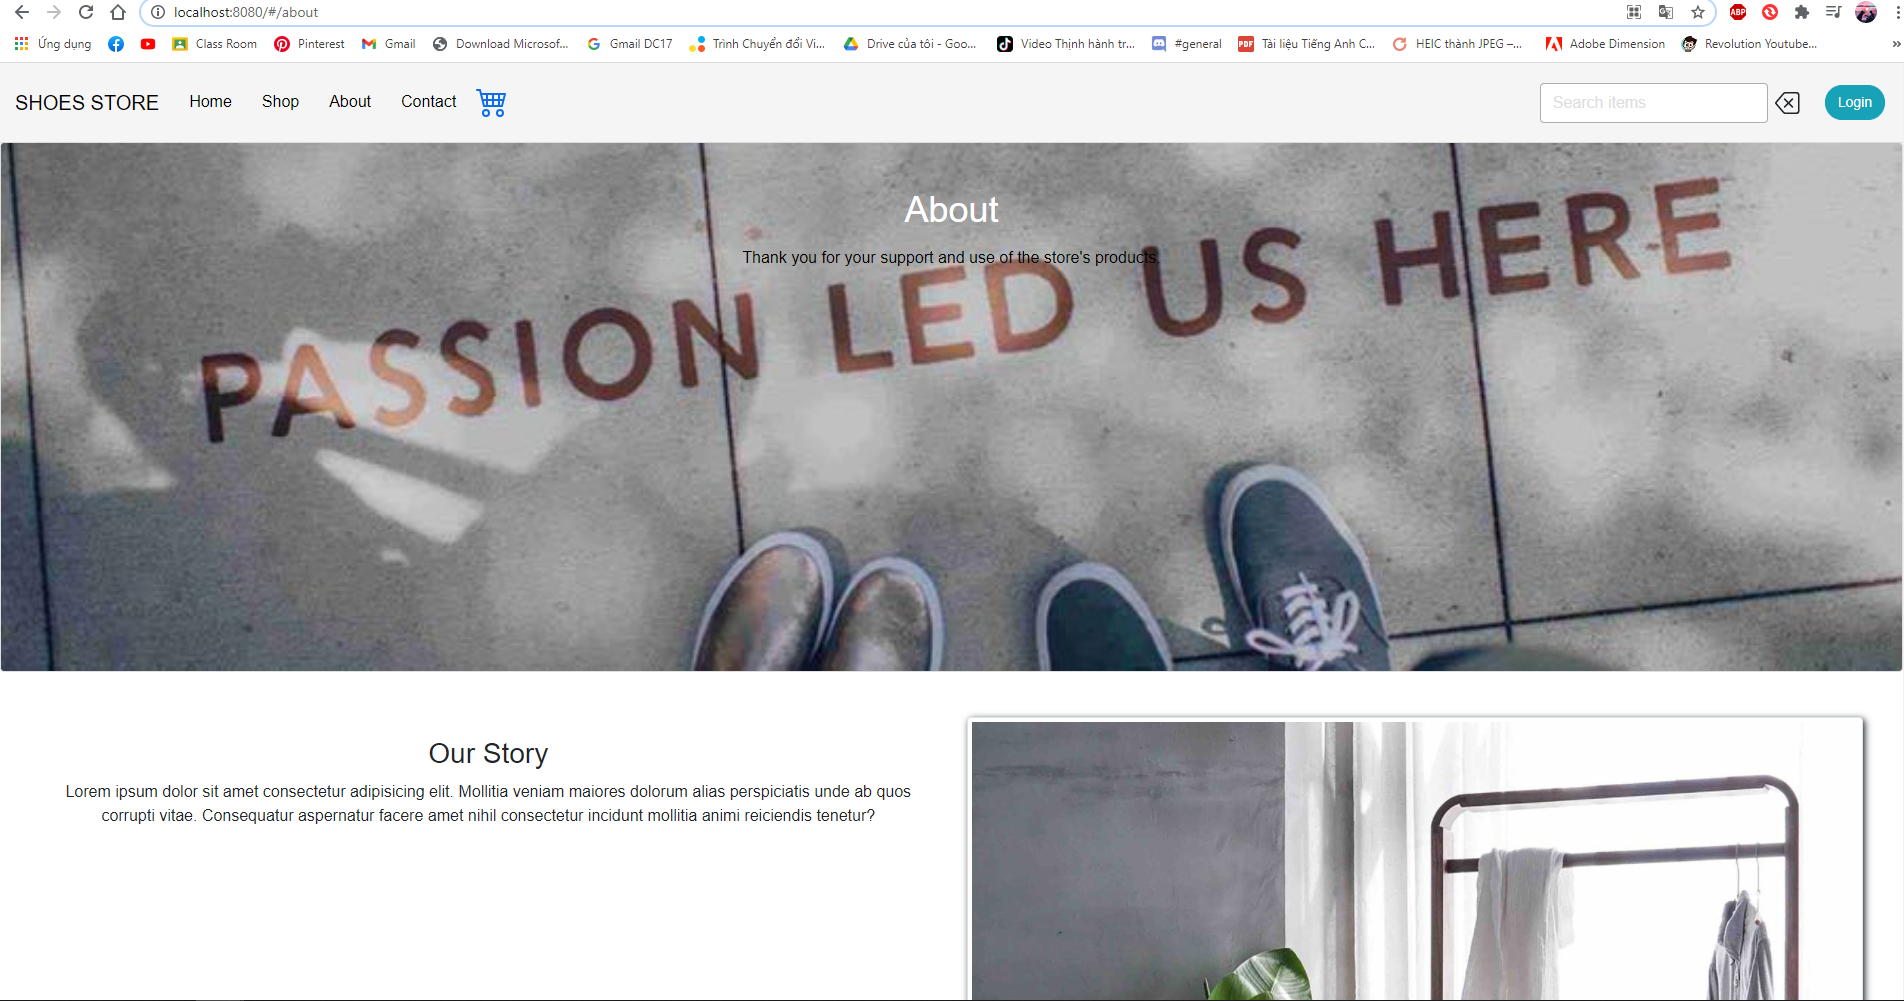 localhost:8080/#/about
Ứng dụng Class Room Pinterest Gmail Download Microsof... Gmail DC17 Trình Chuyển đổi Vi... Drive của tôi - Goo... Video Thịnh hành tr... #general PDF Tài liệu Tiếng Anh C... HEIC thành JPEG –... Adobe Dimension Revolution Youtube... »
ABP
SHOES STORE Home Shop About Contact Search items Login
About
Thank you for your support and use of the store's products.
PASSION LED US HERE
Our Story
Lorem ipsum dolor sit amet consectetur adipisicing elit. Mollitia veniam maiores dolorum alias perspiciatis unde ab quos
corrupti vitae. Consequatur aspernatur facere amet nihil consectetur incidunt mollitia animi reiciendis tenetur?